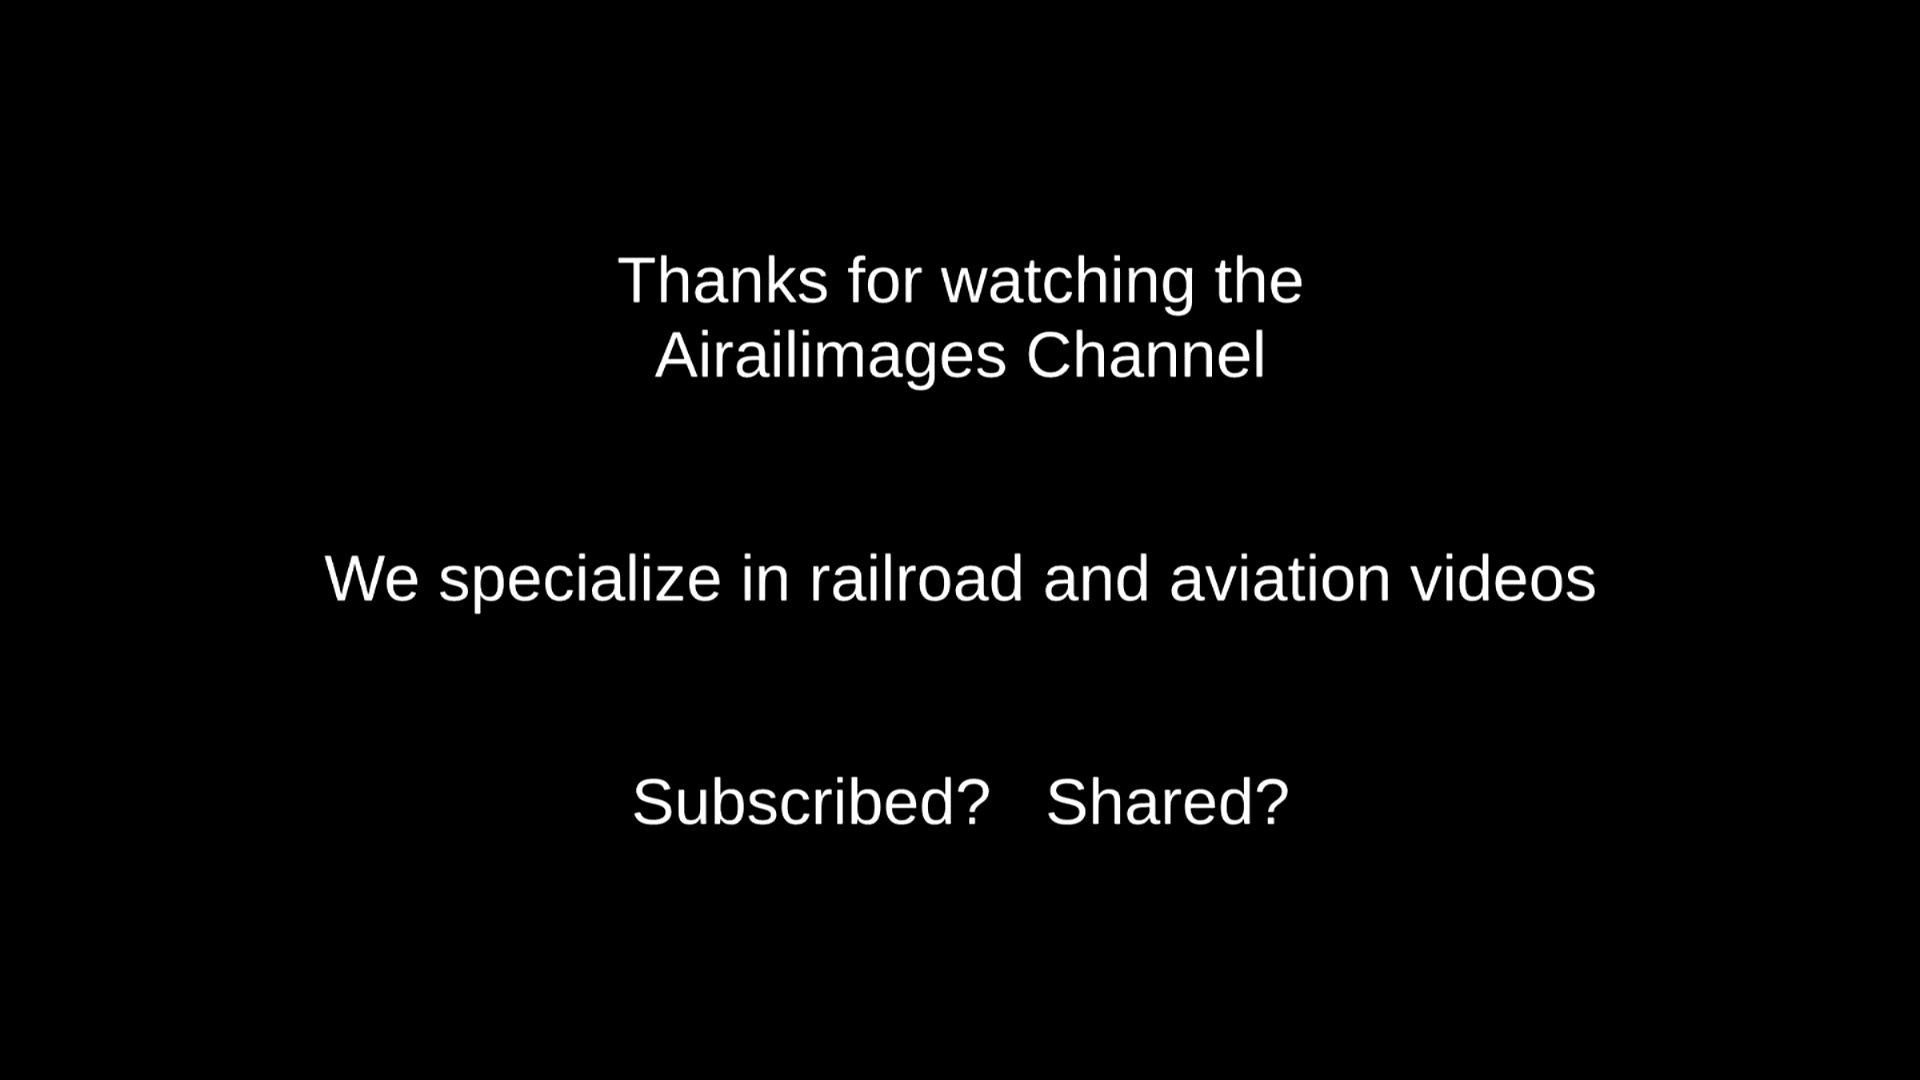 Thanks for watching the
Airailimages Channel
We specialize in railroad and aviation videos
Subscribed? Shared?